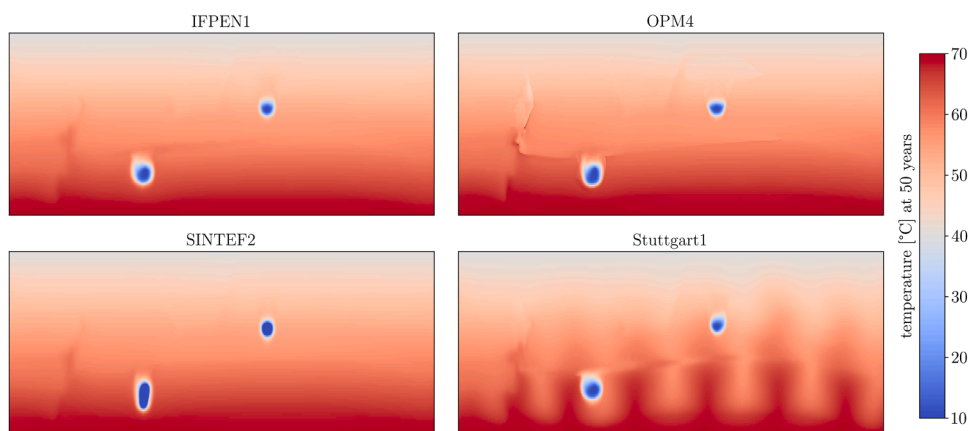 IFPEN1
OPM4
SINTEF2
Stuttgart1
70
60
50
40
30
20
10
temperature [°C] at 50 years